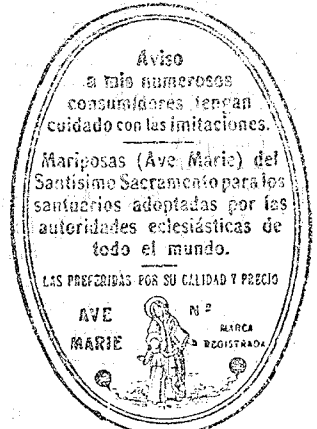 Aviso
a mis numerosos
consumidores tengan
cuidado con las imitaciones.
Mariposas (Ave Marie) del
Santísimo Sacramento para los
santuarios adoptadas por las
autoridades eclesiásticas de
todo el mundo.
LAS PREFERIDAS POR SU CALIDAD Y PRECIO
AVE Nº
MARCA
MARIE REGISTRADA